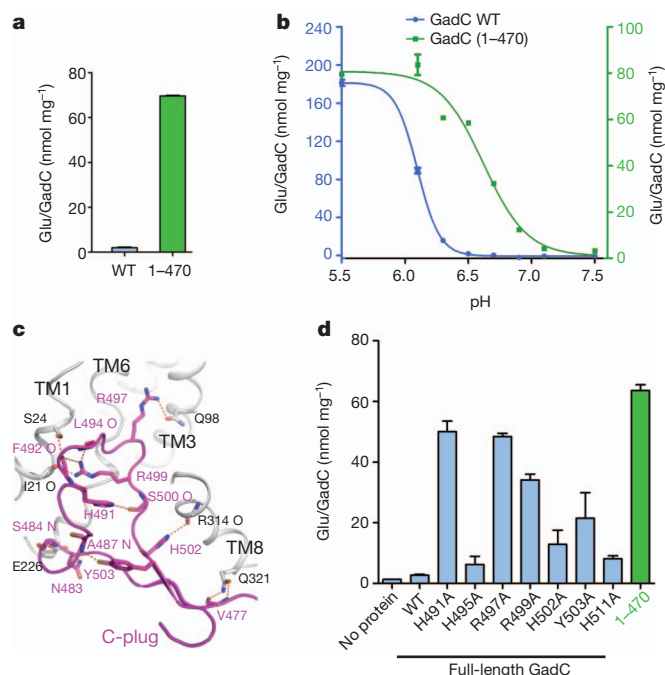 a
Glu/GadC (nmol mg⁻¹)
80
60
40
20
0
WT
1–470
b
GadC WT
GadC (1–470)
Glu/GadC (nmol mg⁻¹)
240
200
160
120
80
40
0
100
80
60
40
20
0
Glu/GadC (nmol mg⁻¹)
5.5 6.0 6.5 7.0 7.5
pH
c
TM6
TM1
R497
S24
L494 O
Q98
F492 O
TM3
I21 O
R499
S500 O
H491
S484 N
R314 O
A487 N
H502
E226
TM8
Y503
Q321
N483
V477
C-plug
d
Glu/GadC (nmol mg⁻¹)
80
60
40
20
0
No protein
WT
H491A
H495A
R497A
R499A
H502A
Y503A
H511A
1–470
Full-length GadC